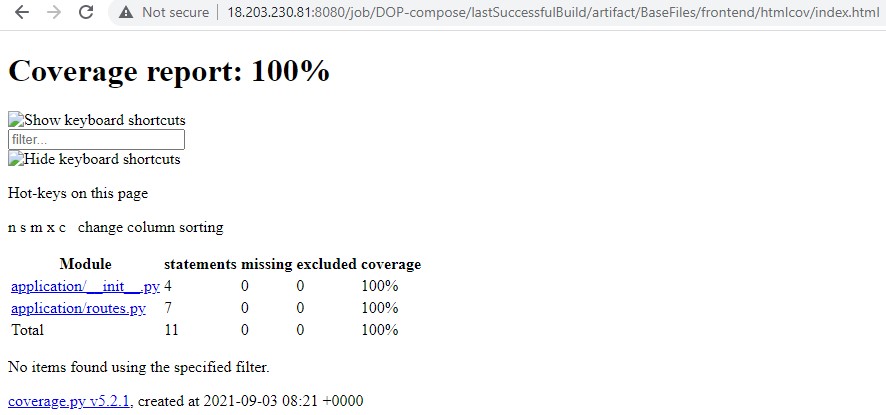 Not secure
18.203.230.81:8080/job/DOP-compose/lastSuccessfulBuild/artifact/BaseFiles/frontend/htmlcov/index.html
Coverage report: 100%
Show keyboard shortcuts
filter...
Hide keyboard shortcuts
Hot-keys on this page
n s m x c change column sorting
Module statements missing excluded coverage
application/__init__.py 4 0 0 100%
application/routes.py 7 0 0 100%
Total 11 0 0 100%
No items found using the specified filter.
coverage.py v5.2.1, created at 2021-09-03 08:21 +0000